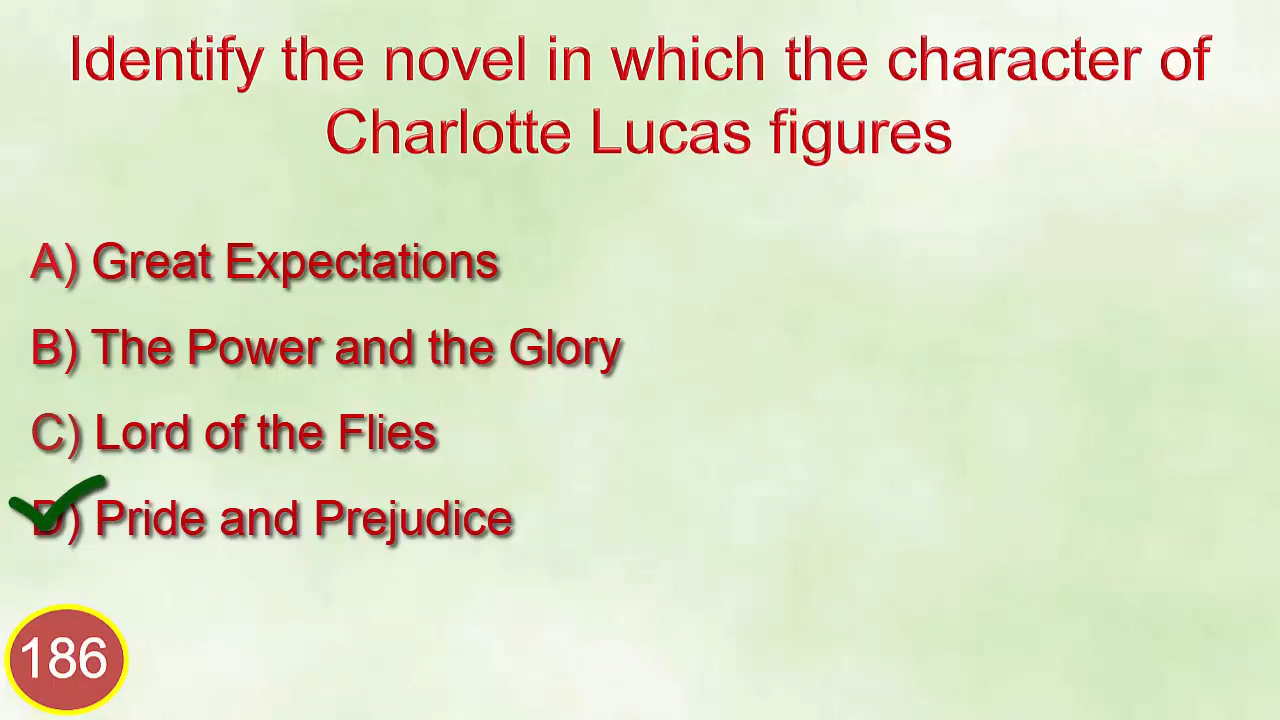 Identify the novel in which the character of
Charlotte Lucas figures
A) Great Expectations
B) The Power and the Glory
C) Lord of the Flies
D) Pride and Prejudice
186